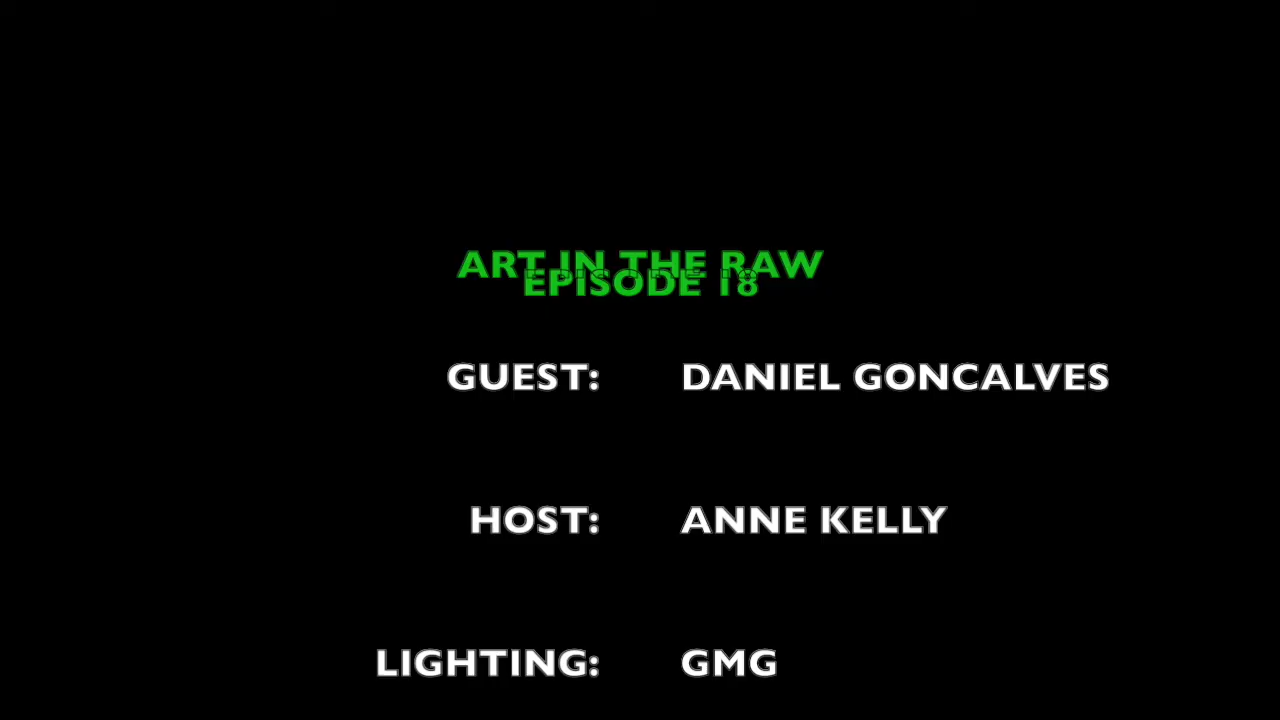 ART IN THE RAW
EPISODE 18
GUEST: DANIEL GONCALVES
HOST: ANNE KELLY
LIGHTING: GMG